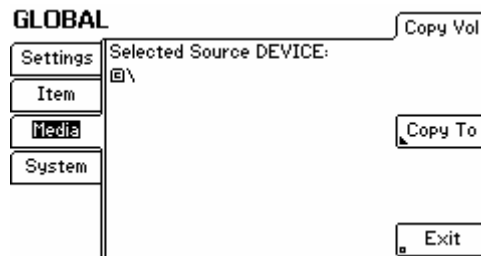 GLOBAL
Copy Vol
Settings
Selected Source DEVICE:
C\
Item
Media
Copy To
System
Exit